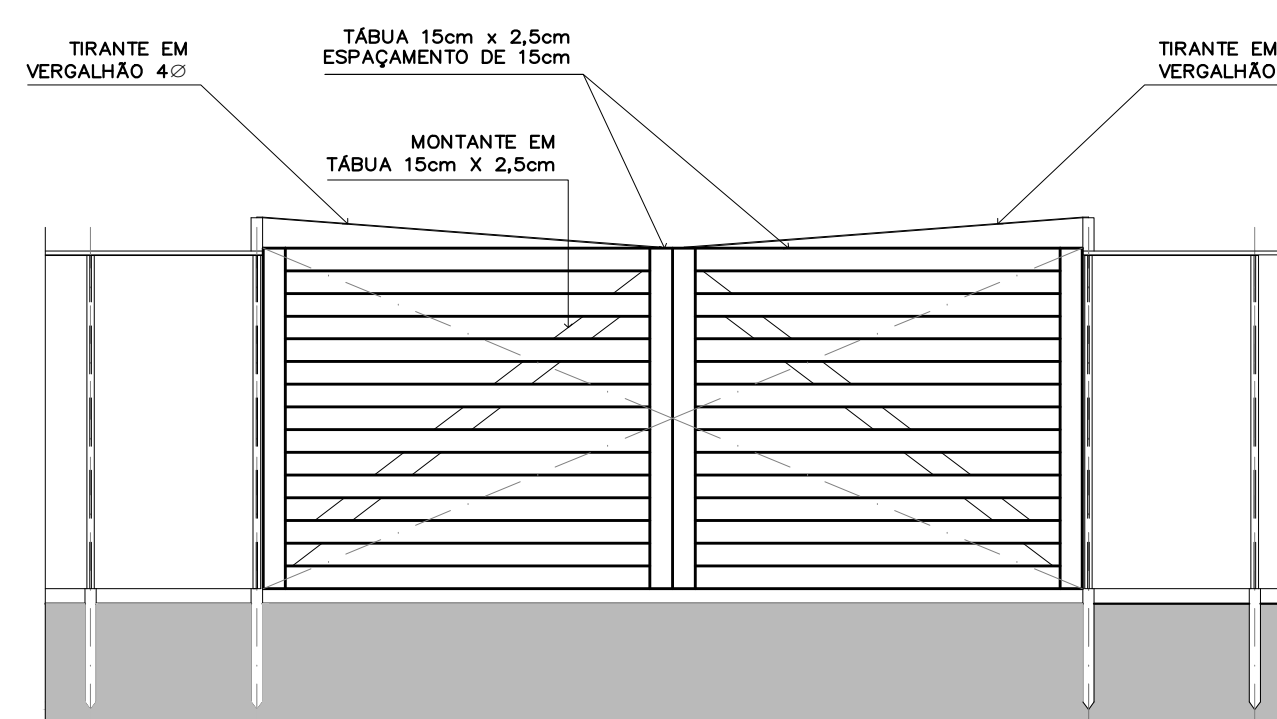 TIRANTE EM
VERGALHÃO 4∅
TÁBUA 15cm x 2,5cm
ESPAÇAMENTO DE 15cm
MONTANTE EM
TÁBUA 15cm X 2,5cm
TIRANTE EM
VERGALHÃO